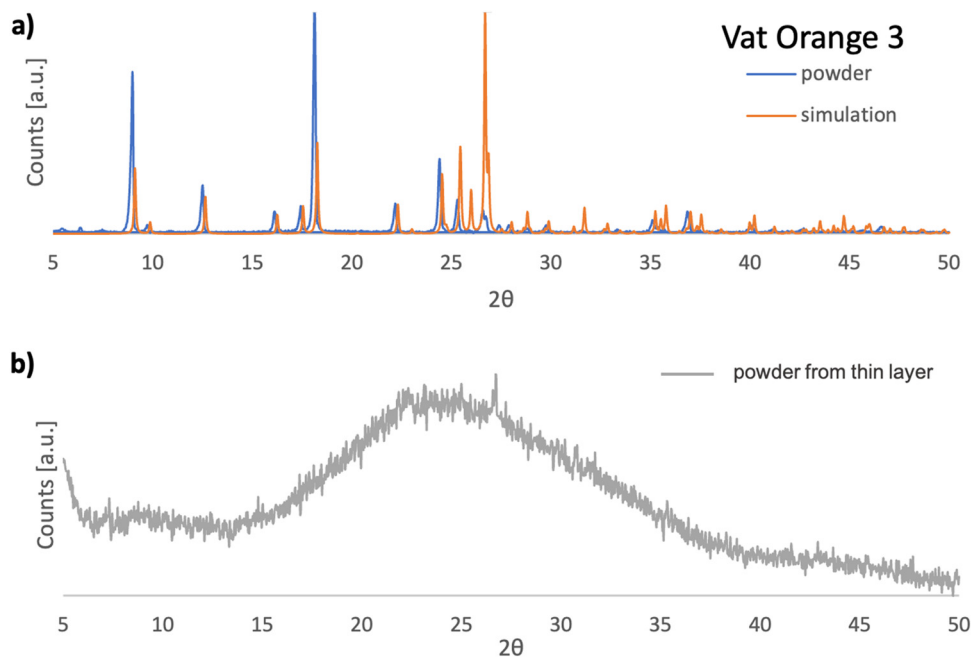 a)
Vat Orange 3
powder
simulation
Counts [a.u.]
5 10 15 20 25 30 35 40 45 50
2θ
b)
powder from thin layer
Counts [a.u.]
5 10 15 20 25 30 35 40 45 50
2θ